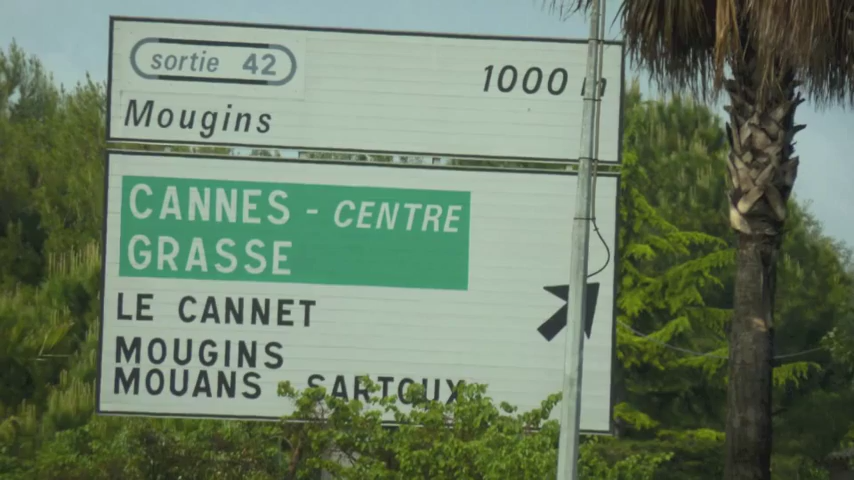 sortie 42
1000 m
Mougins
CANNES - CENTRE
GRASSE
LE CANNET
MOUGINS
MOUANS SARTOUX